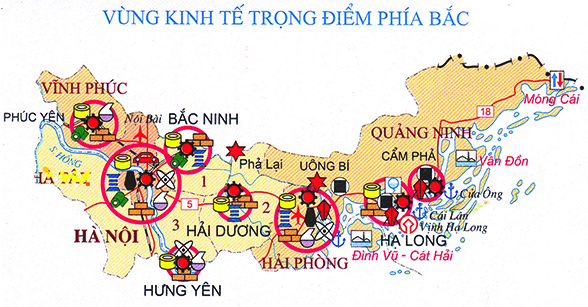 VÙNG KINH TẾ TRỌNG ĐIỂM PHÍA BẮC
VĨNH PHÚC
PHÚC YÊN
Nội Bài
BẮC NINH
S. HỒNG
HÀ TÂY
HÀ NỘI
1
Phả Lại
5
3
HẢI DƯƠNG
2
HƯNG YÊN
UÔNG BÍ
HẢI PHÒNG
QUẢNG NINH
CẨM PHẢ
18
Móng Cái
Vân Đồn
Cửa Ông
Cái Lân
Vịnh Hạ Long
HẠ LONG
Đình Vũ - Cát Hải